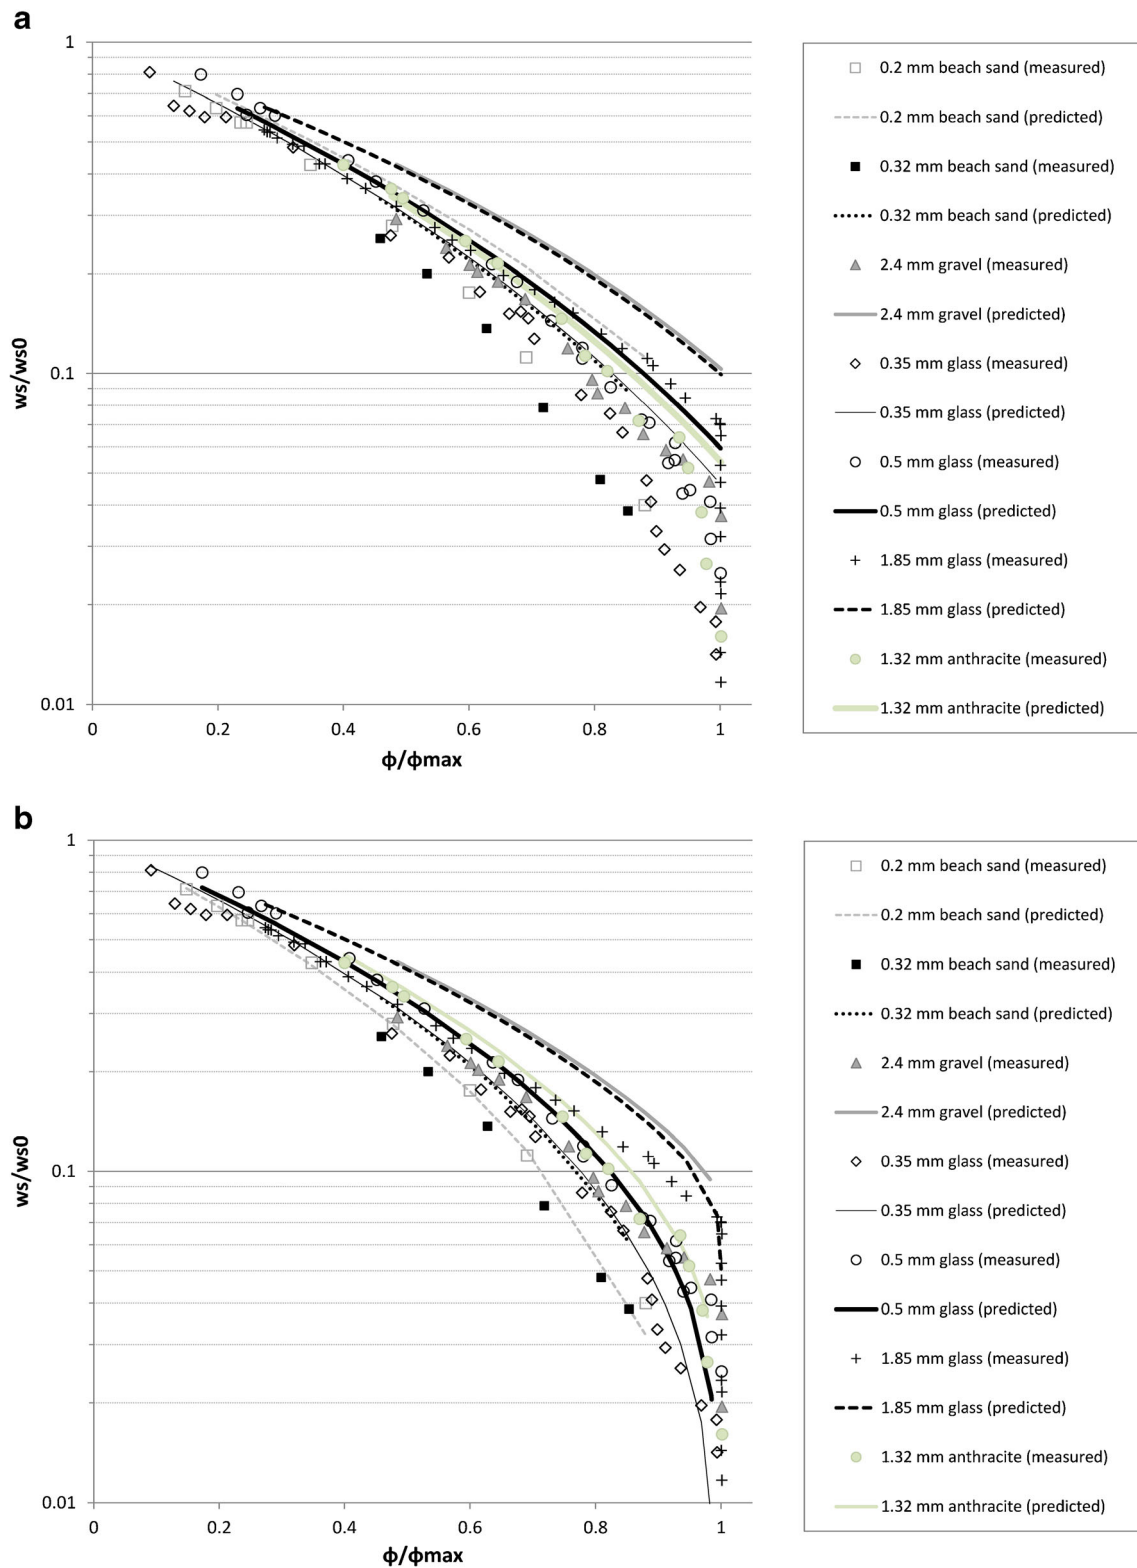 a
1
0.1
0.01
ws/ws0
0
0.2
0.4
0.6
0.8
1
ϕ/ϕmax
0.2 mm beach sand (measured)
0.2 mm beach sand (predicted)
0.32 mm beach sand (measured)
0.32 mm beach sand (predicted)
2.4 mm gravel (measured)
2.4 mm gravel (predicted)
0.35 mm glass (measured)
0.35 mm glass (predicted)
0.5 mm glass (measured)
0.5 mm glass (predicted)
1.85 mm glass (measured)
1.85 mm glass (predicted)
1.32 mm anthracite (measured)
1.32 mm anthracite (predicted)
b
1
0.1
0.01
ws/ws0
0
0.2
0.4
0.6
0.8
1
ϕ/ϕmax
0.2 mm beach sand (measured)
0.2 mm beach sand (predicted)
0.32 mm beach sand (measured)
0.32 mm beach sand (predicted)
2.4 mm gravel (measured)
2.4 mm gravel (predicted)
0.35 mm glass (measured)
0.35 mm glass (predicted)
0.5 mm glass (measured)
0.5 mm glass (predicted)
1.85 mm glass (measured)
1.85 mm glass (predicted)
1.32 mm anthracite (measured)
1.32 mm anthracite (predicted)